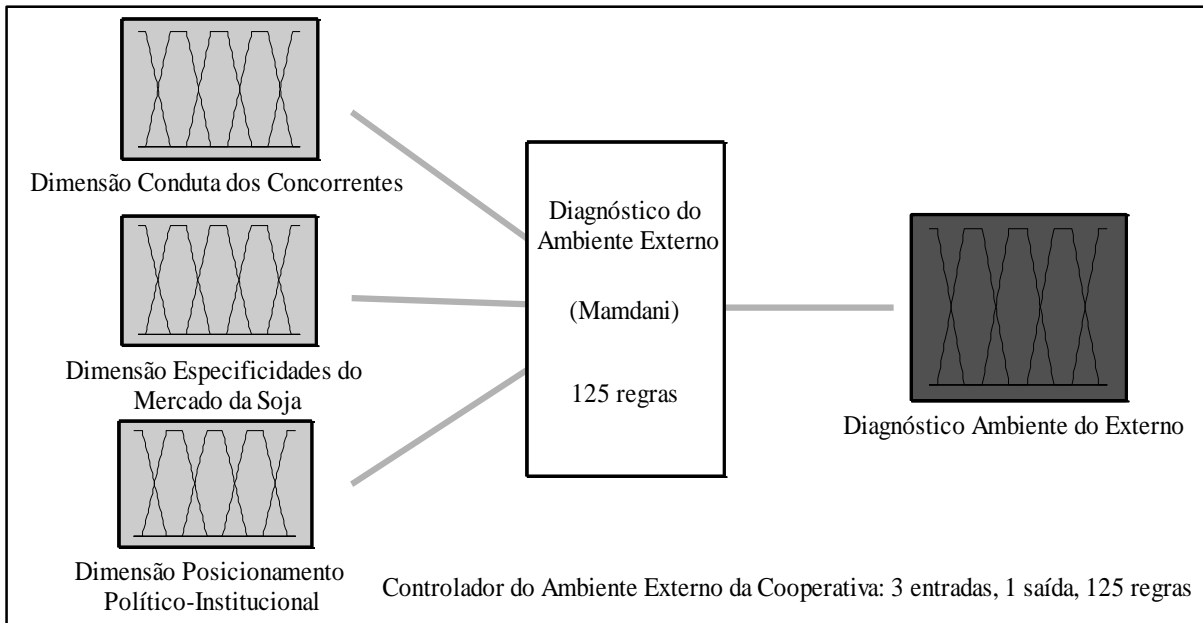 Dimensão Conduta dos Concorrentes
Dimensão Especificidades do
Mercado da Soja
Dimensão Posicionamento
Político-Institucional
Diagnóstico do
Ambiente Externo
(Mamdani)
125 regras
Diagnóstico Ambiente do Externo
Controlador do Ambiente Externo da Cooperativa: 3 entradas, 1 saída, 125 regras